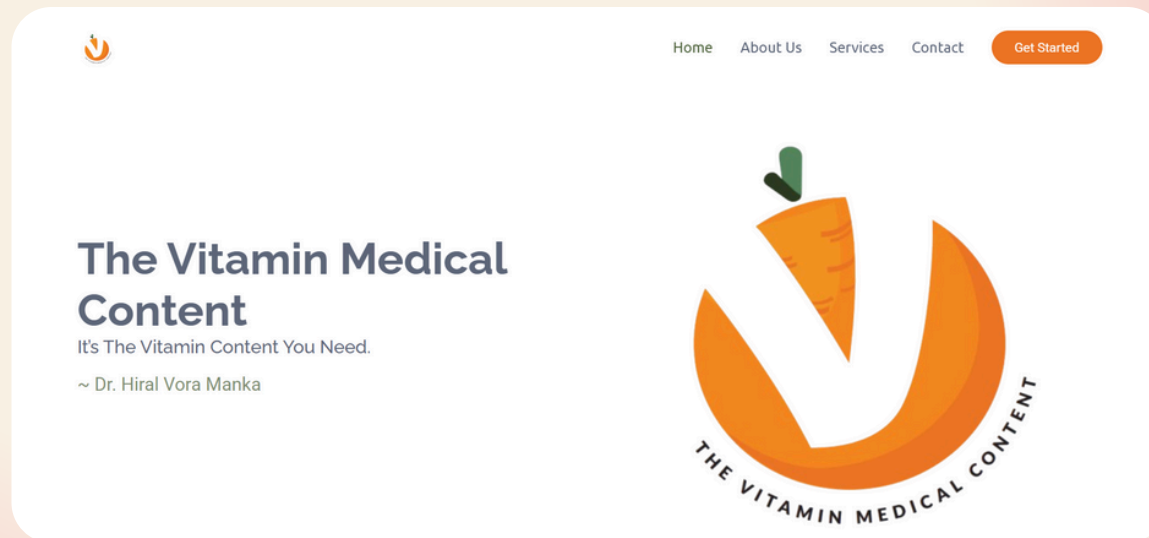 Home About Us Services Contact Get Started
The Vitamin Medical
Content
It's The Vitamin Content You Need.
~ Dr. Hiral Vora Manka
THE VITAMIN MEDICAL CONTENT